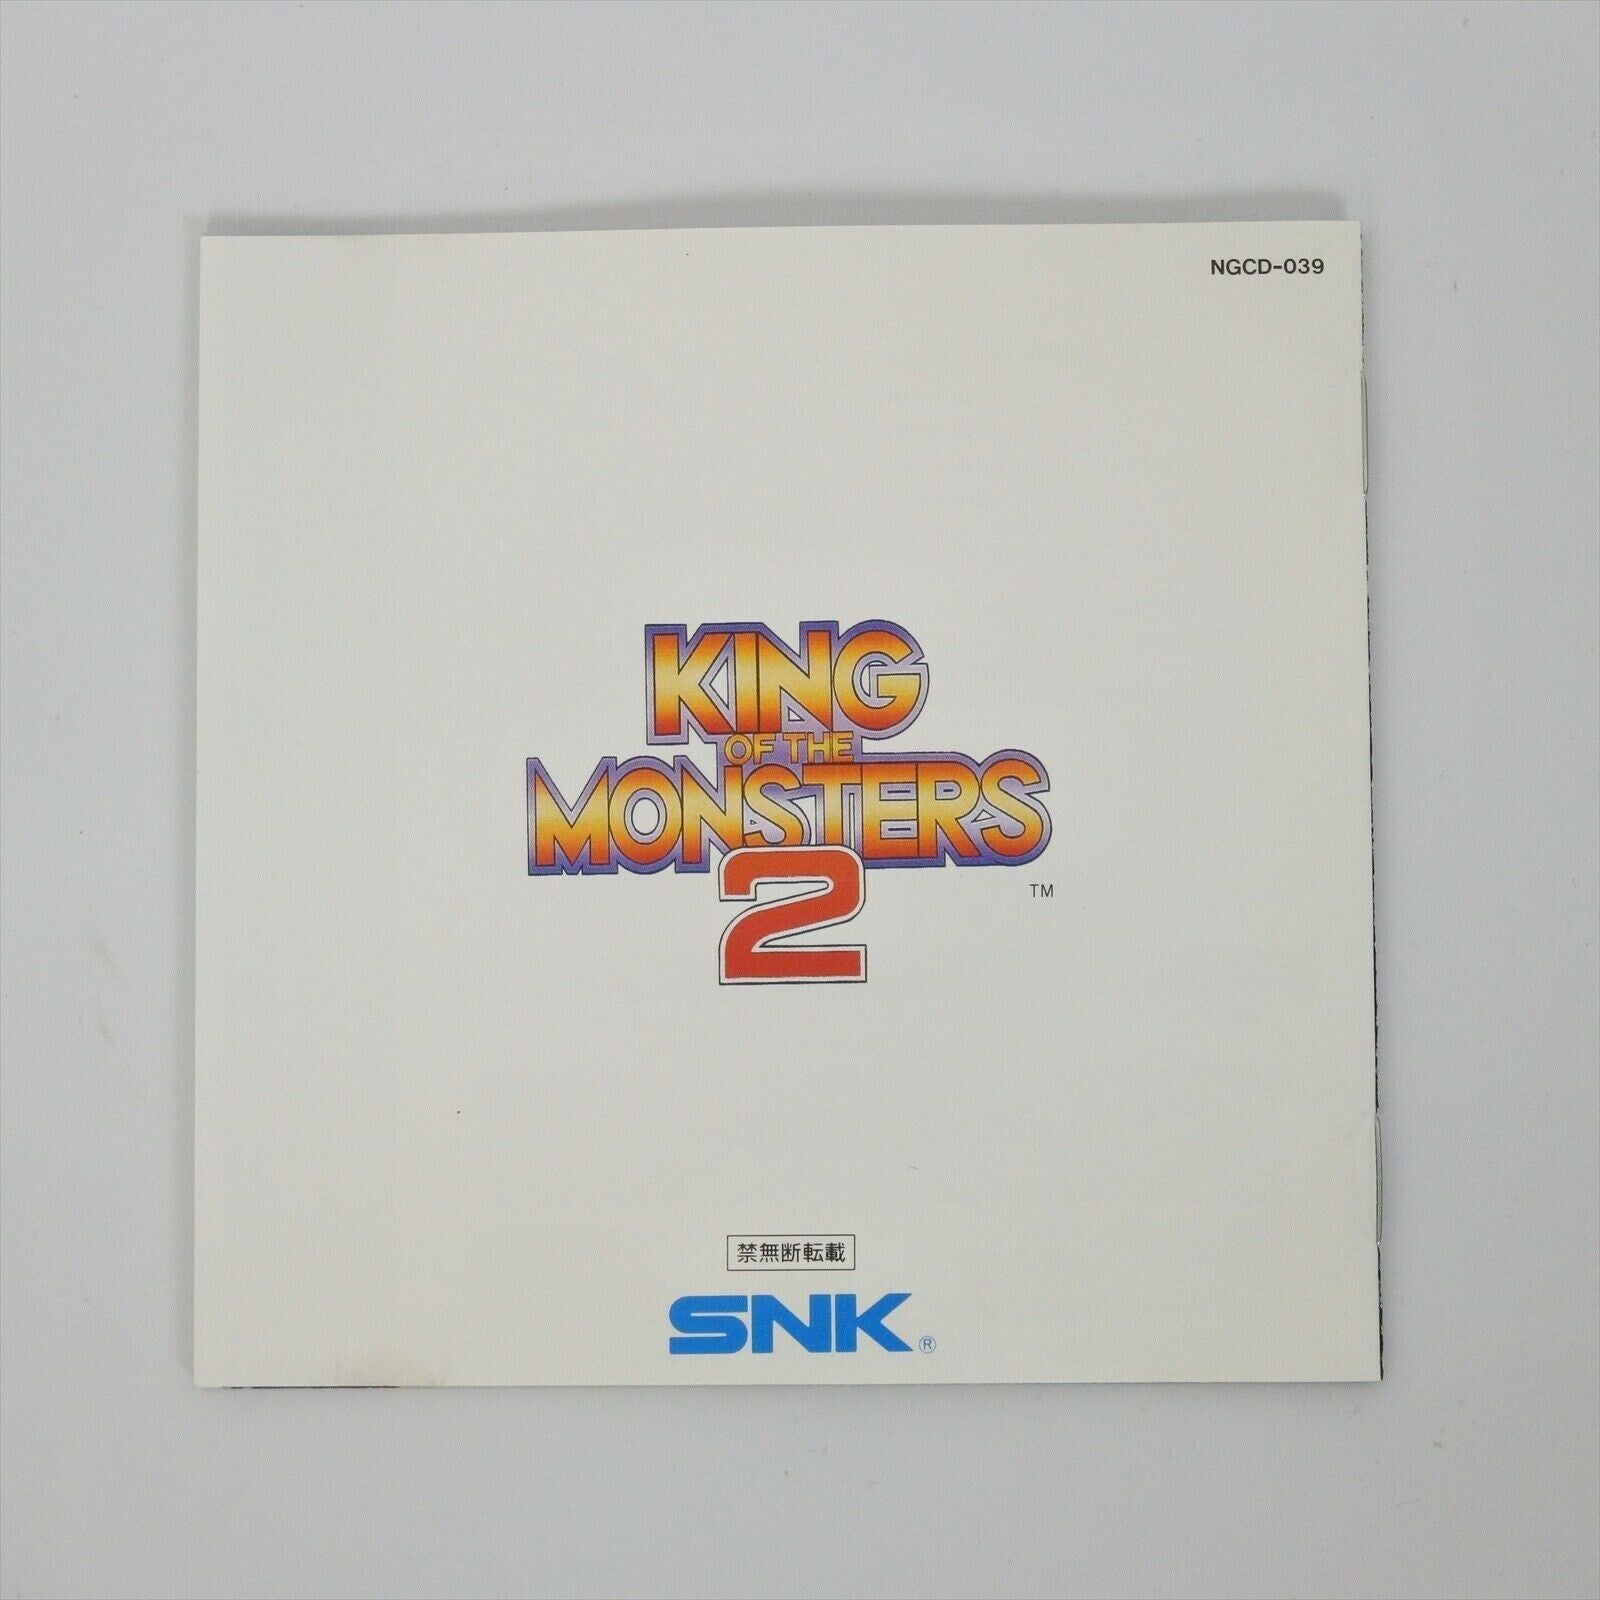 NGCD-039
KING
OF THE
MONSTERS
2
TM
禁無断転載
SNK®